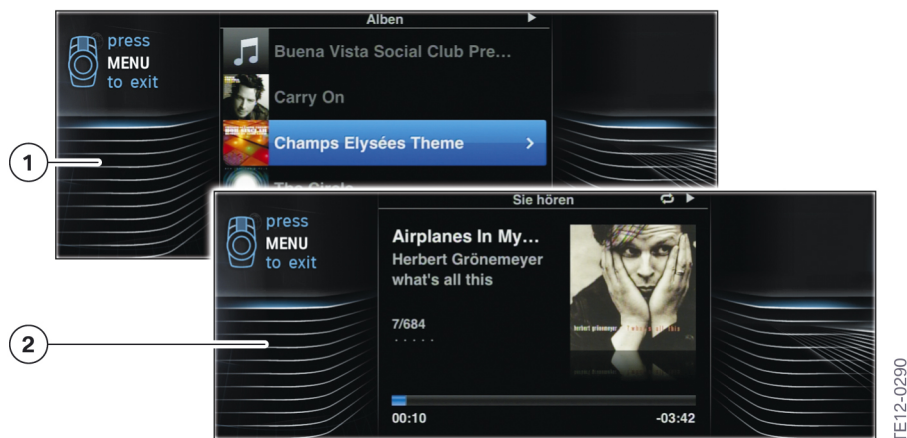 Alben
press
MENU
to exit
Buena Vista Social Club Pre...
Carry On
Champs Elysées Theme
The Circle
1
Sie hören
press
MENU
to exit
Airplanes In My...
Herbert Grönemeyer
what's all this
7/684
herbert grönemeyer what's all this
00:10
-03:42
2
TE12-0290